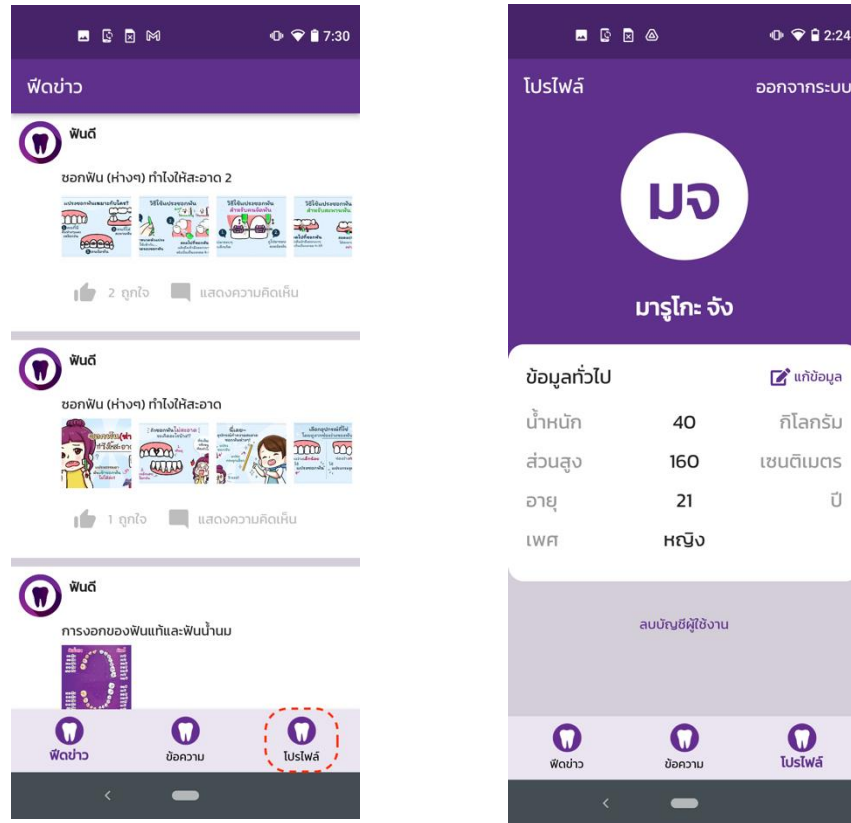 7:30
ฟีดข่าว
ฟันดี
ซอกฟัน (ห่างๆ) ทำไงให้สะอาด 2
2 ถูกใจ แสดงความคิดเห็น
ฟันดี
ซอกฟัน (ห่างๆ) ทำไงให้สะอาด
1 ถูกใจ แสดงความคิดเห็น
ฟันดี
การงอกของฟันแท้และฟันน้ำนม
ฟีดข่าว ข้อความ โปรไฟล์
2:24
โปรไฟล์ ออกจากระบบ
มจ
มารูโกะ จัง
ข้อมูลทั่วไป แก้ข้อมูล
น้ำหนัก 40 กิโลกรัม
ส่วนสูง 160 เซนติเมตร
อายุ 21 ปี
เพศ หญิง
ลบบัญชีผู้ใช้งาน
ฟีดข่าว ข้อความ โปรไฟล์